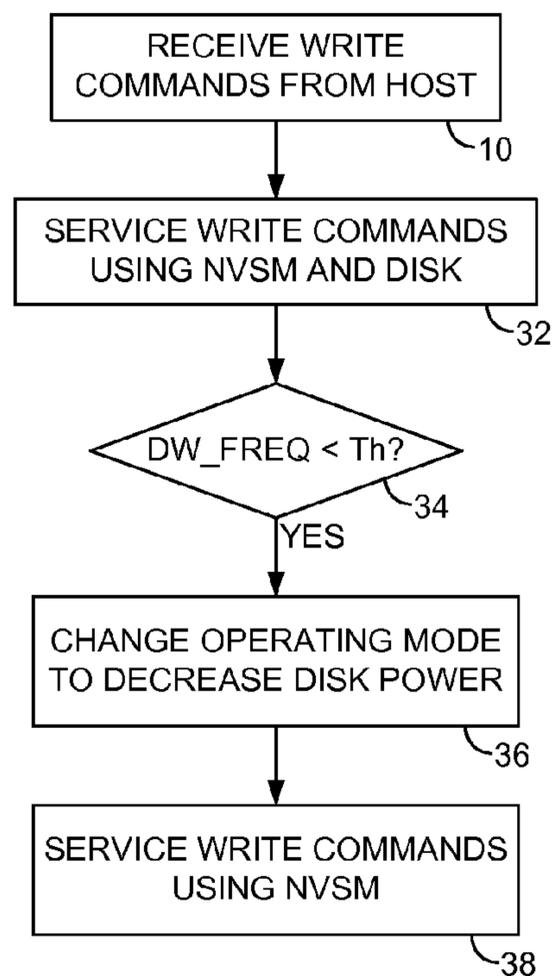 RECEIVE WRITE
COMMANDS FROM HOST
10
SERVICE WRITE COMMANDS
USING NVSM AND DISK
32
DW_FREQ < Th?
34
YES
CHANGE OPERATING MODE
TO DECREASE DISK POWER
36
SERVICE WRITE COMMANDS
USING NVSM
38